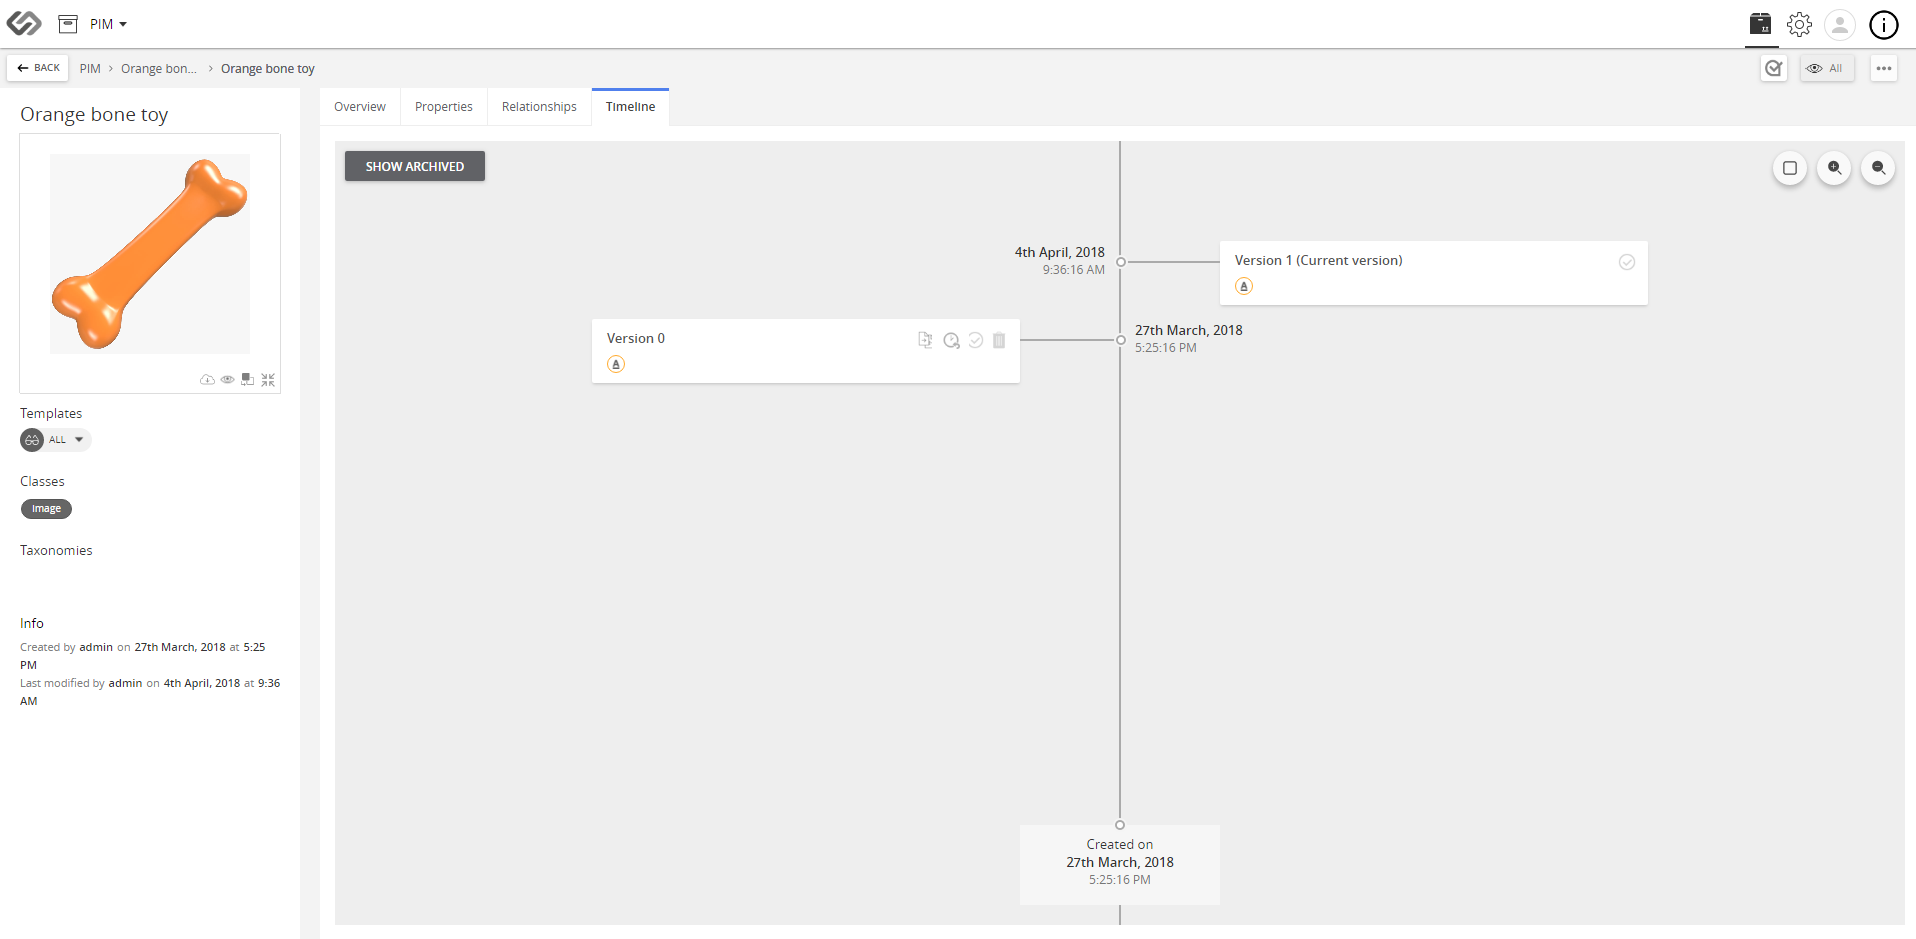 PIM
BACK
PIM > Orange bon... > Orange bone toy
All
Orange bone toy
Templates
ALL
Classes
Image
Taxonomies
Info
Created by admin on 27th March, 2018 at 5:25
PM
Last modified by admin on 4th April, 2018 at 9:36
AM
Overview
Properties
Relationships
Timeline
SHOW ARCHIVED
4th April, 2018
9:36:16 AM
Version 1 (Current version)
A
Version 0
A
27th March, 2018
5:25:16 PM
Created on
27th March, 2018
5:25:16 PM